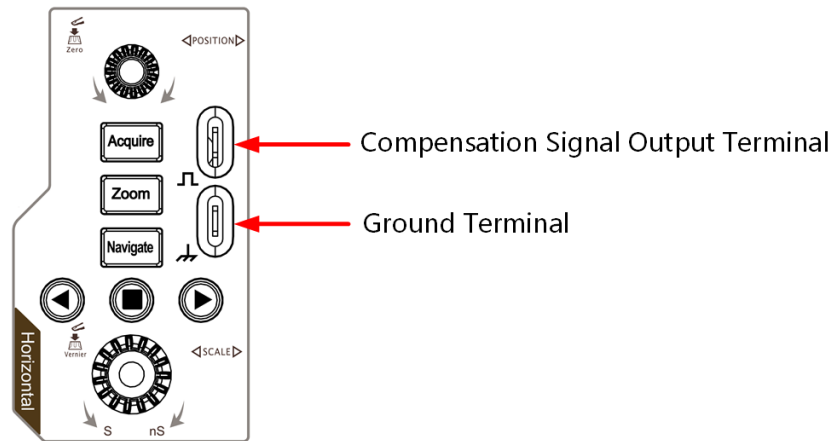 Zero
◁POSITION▷
Acquire
Compensation Signal Output Terminal
Zoom
Ground Terminal
Navigate
Horizontal
Vernier
◁SCALE▷
S nS